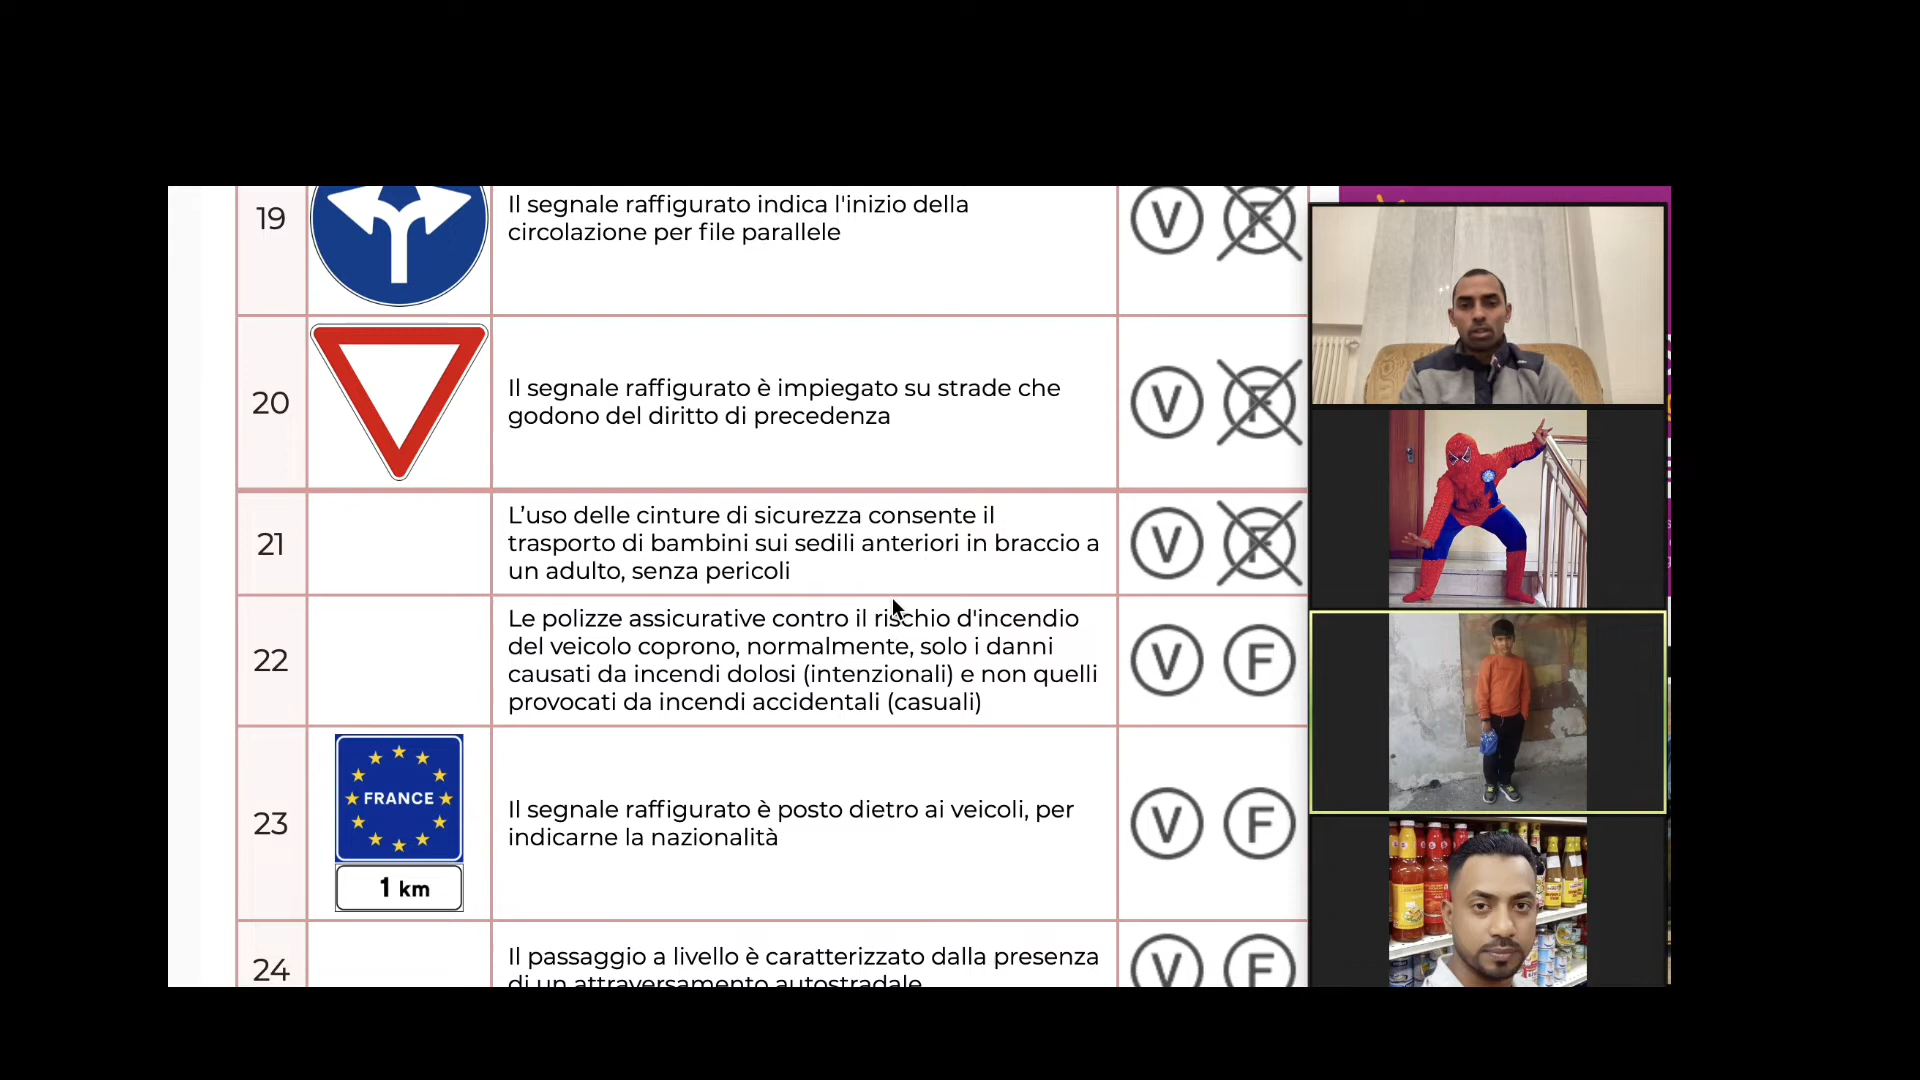 19
Il segnale raffigurato indica l'inizio della
circolazione per file parallele
V F
20
Il segnale raffigurato è impiegato su strade che
godono del diritto di precedenza
V F
21
L'uso delle cinture di sicurezza consente il
trasporto di bambini sui sedili anteriori in braccio a
un adulto, senza pericoli
V F
22
Le polizze assicurative contro il rischio d'incendio
del veicolo coprono, normalmente, solo i danni
causati da incendi dolosi (intenzionali) e non quelli
provocati da incendi accidentali (casuali)
V F
23
FRANCE
1 km
Il segnale raffigurato è posto dietro ai veicoli, per
indicarne la nazionalità
V F
24
Il passaggio a livello è caratterizzato dalla presenza
di un attraversamento autostradale
V F